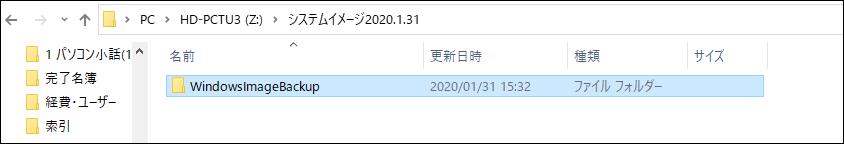 PC > HD-PCTU3 (Z:) > システムイメージ2020.1.31
名前 更新日時 種類 サイズ
1 パソコン小話(1
完了名簿
経費・ユーザー
索引
WindowsImageBackup 2020/01/31 15:32 ファイル フォルダー